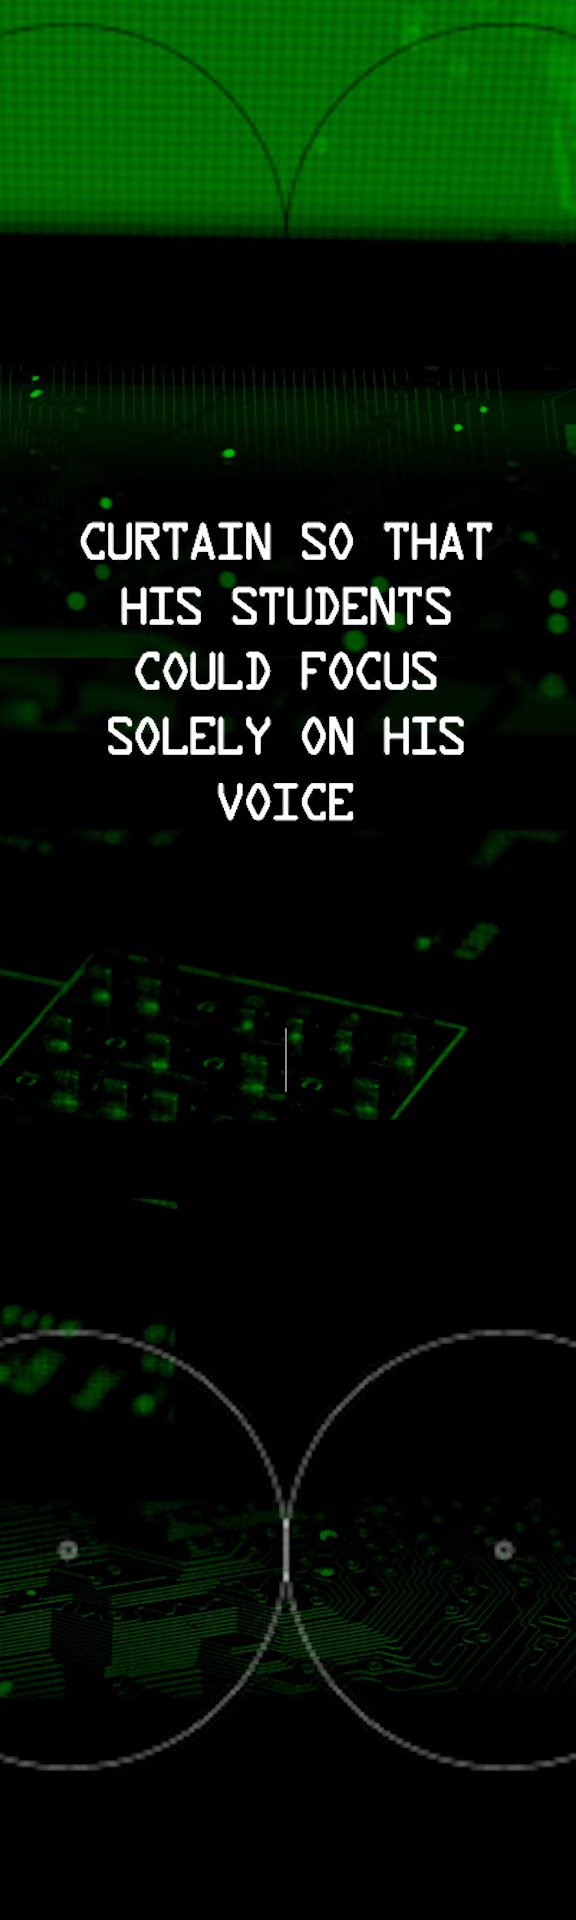 CURTAIN SO THAT
HIS STUDENTS
COULD FOCUS
SOLELY ON HIS
VOICE